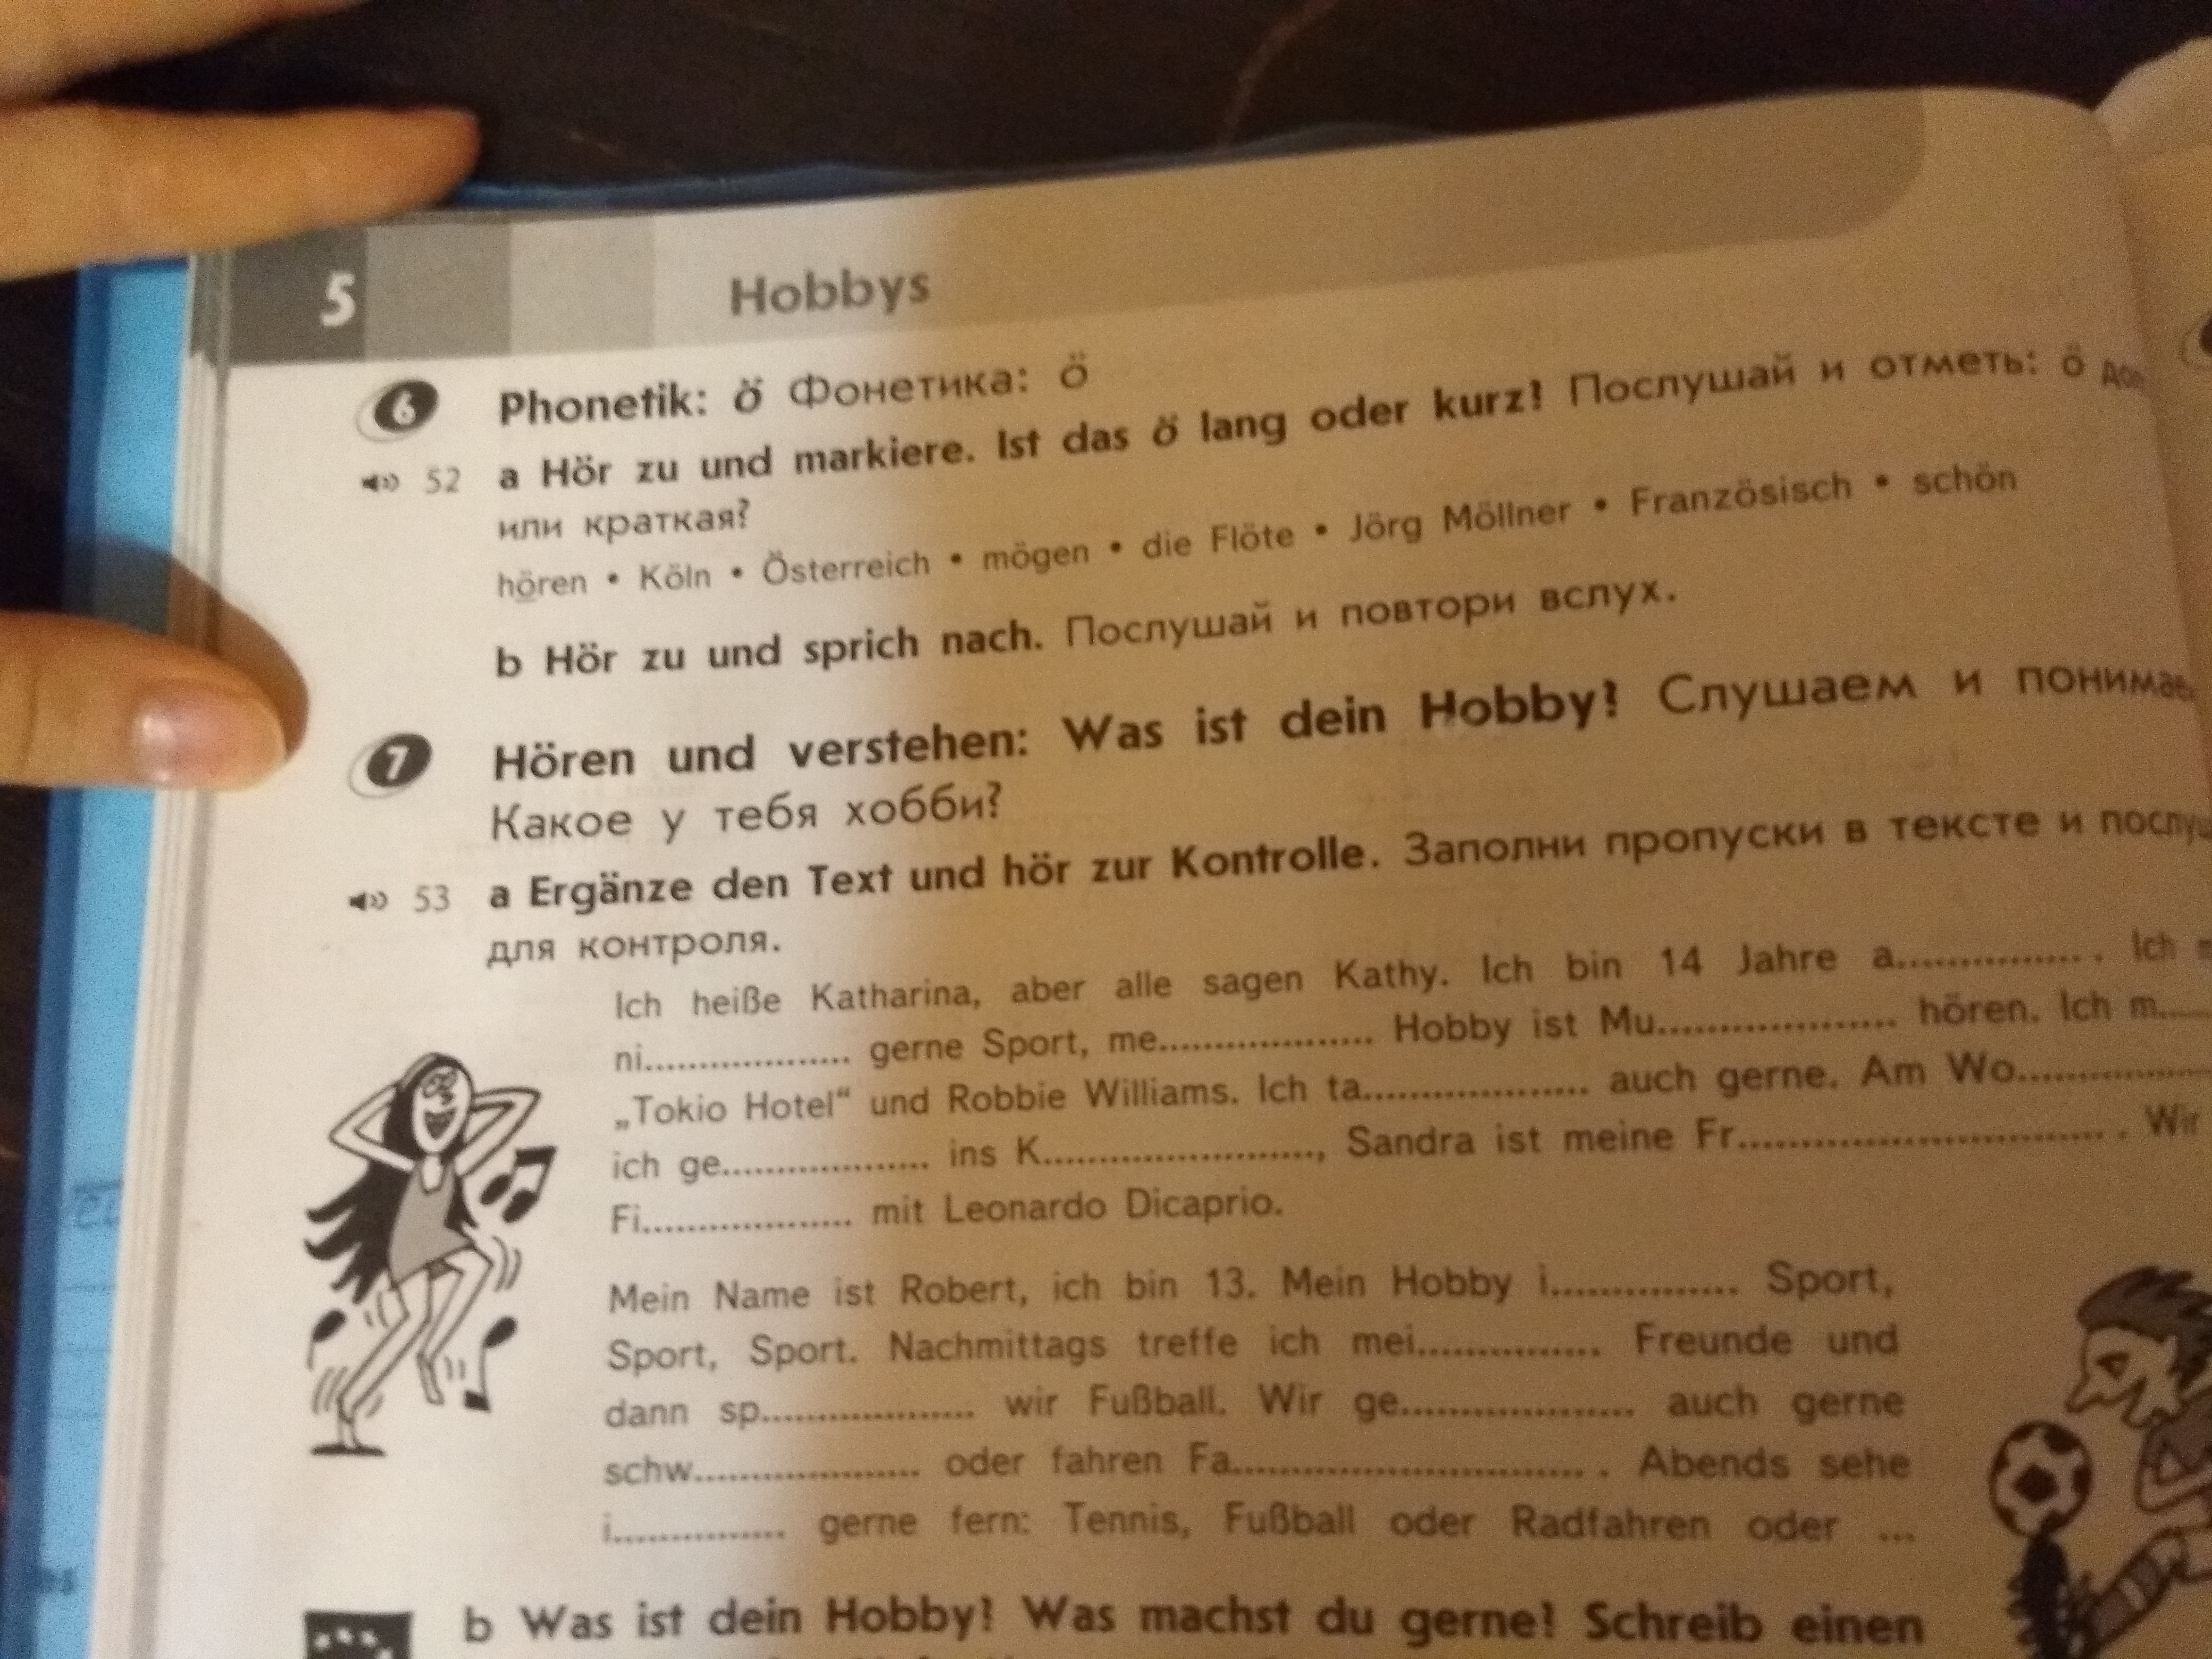 5 Hobbys
6 Phonetik: ö Фонетика: ö
52 a Hör zu und markiere. Ist das ö lang oder kurz? Послушай и отметь: ö
или краткая?
hören • Köln • Österreich • mögen • die Flöte • Jörg Möllner • Französisch • schön
b Hör zu und sprich nach. Послушай и повтори вслух.
7 Hören und verstehen: Was ist dein Hobby? Слушаем и
Какое у тебя хобби?
53 a Ergänze den Text und hör zur Kontrolle. Заполни пропуски в тексте и
для контроля.
Ich heiße Katharina, aber alle sagen Kathy. Ich bin 14 Jahre a................ . Ich
ni................... gerne Sport, me.................... Hobby ist Mu...................... hören. Ich m......
„Tokio Hotel“ und Robbie Williams. Ich ta..................... auch gerne. Am Wo..................
ich ge................... ins K........................, Sandra ist meine Fr.................................. . Wir
Fi................... mit Leonardo Dicaprio.
Mein Name ist Robert, ich bin 13. Mein Hobby i................. Sport,
Sport, Sport. Nachmittags treffe ich mei................. Freunde und
dann sp................... wir Fußball. Wir ge..................... auch gerne
schw..................... oder fahren Fa................................. . Abends sehe
i................ gerne fern: Tennis, Fußball oder Radfahren oder ...
b Was ist dein Hobby? Was machst du gerne? Schreib einen